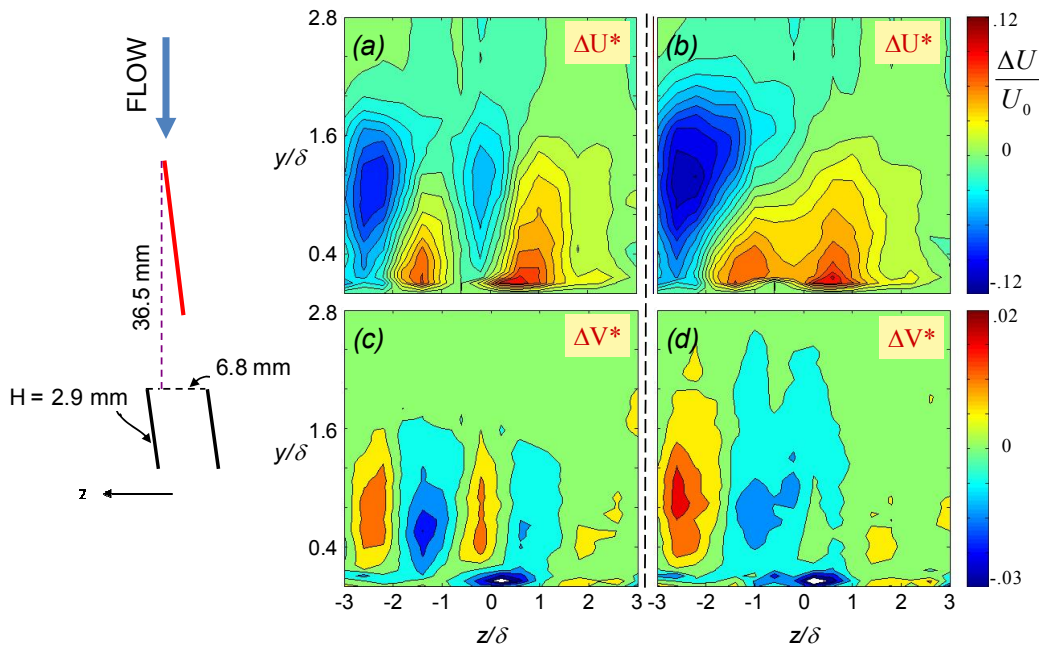 FLOW
36.5 mm
6.8 mm
H = 2.9 mm
z
2.8
1.6
0.4
y/δ
(a)
ΔU*
(b)
ΔU*
.12
ΔU
U₀
0
-.12
2.8
1.6
0.4
y/δ
(c)
ΔV*
(d)
ΔV*
.02
0
-.03
-3 -2 -1 0 1 2 3
z/δ
-3 -2 -1 0 1 2 3
z/δ